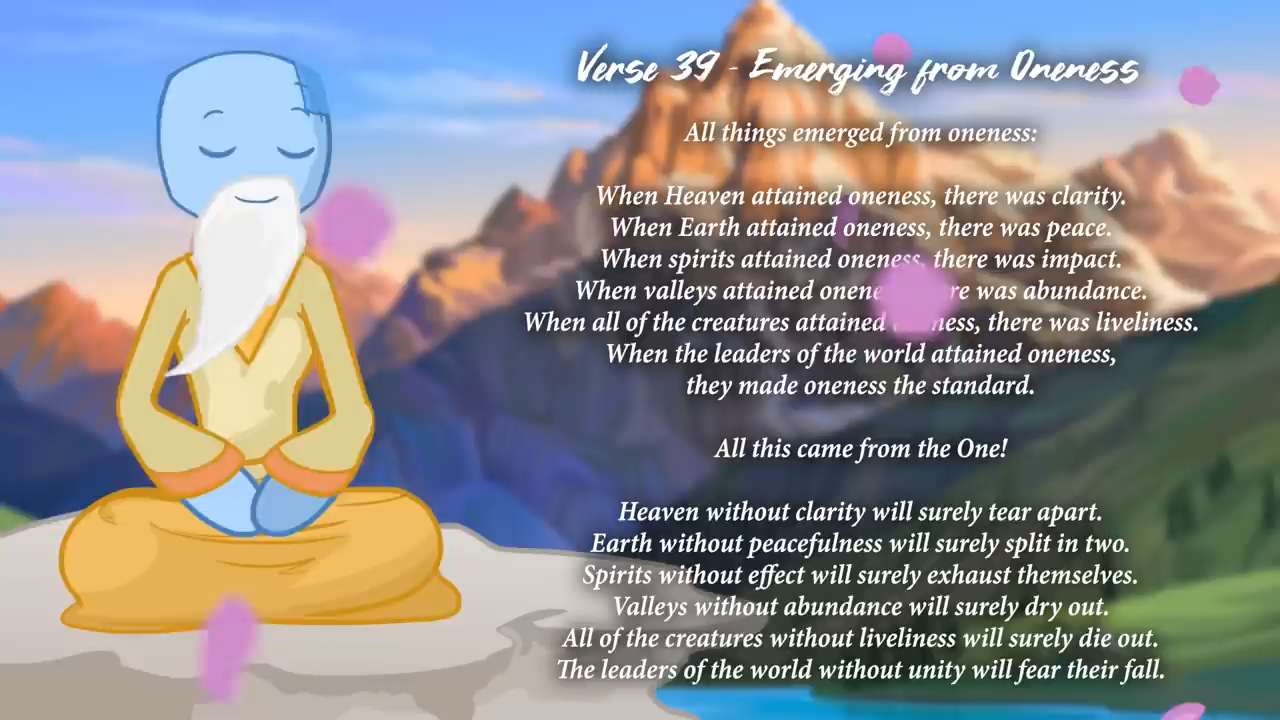 Verse 39 - Emerging from Oneness
All things emerged from oneness:
When Heaven attained oneness, there was clarity.
When Earth attained oneness, there was peace.
When spirits attained oneness, there was impact.
When valleys attained was abundance.
When all of the creatures attained there was liveliness.
When the leaders of the world attained oneness,
they made oneness the standard.
All this came from the One!
Heaven without clarity will surely tear apart.
Earth without peacefulness will surely split in two.
Spirits without effect will surely exhaust themselves.
Valleys without abundance will surely dry out.
All of the creatures without liveliness will surely die out.
The leaders of the world without unity will fear their fall.